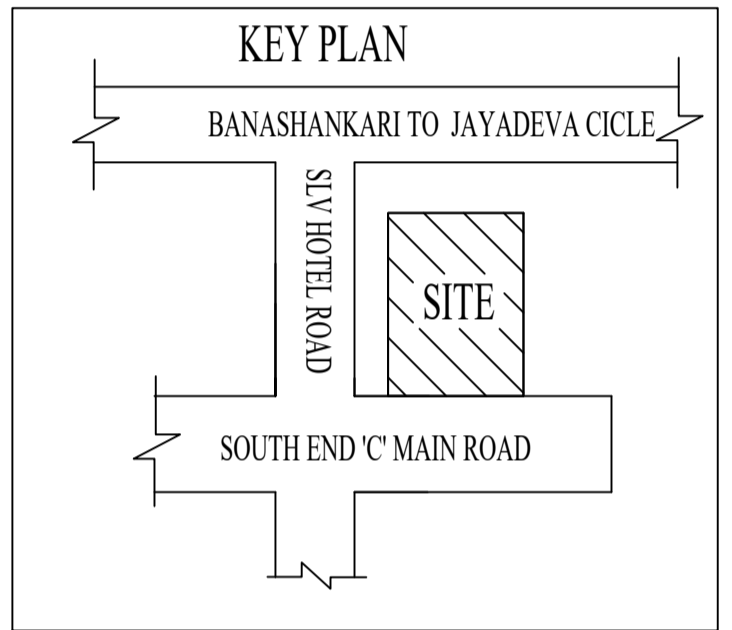 KEY PLAN
BANASHANKARI TO JAYADEVA CICLE
SLV HOTEL ROAD
SITE
SOUTH END 'C' MAIN ROAD